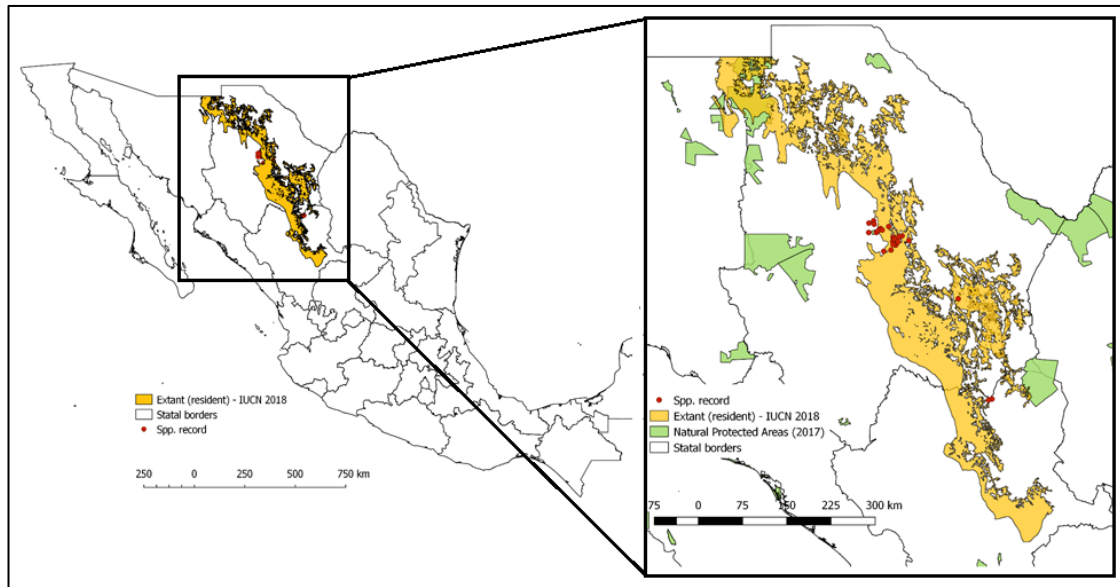 Extant (resident) - IUCN 2018
Statal borders
Spp. record
250 0 250 500 750 km
Spp. record
Extant (resident) - IUCN 2018
Natural Protected Areas (2017)
Statal borders
75 0 75 150 225 300 km